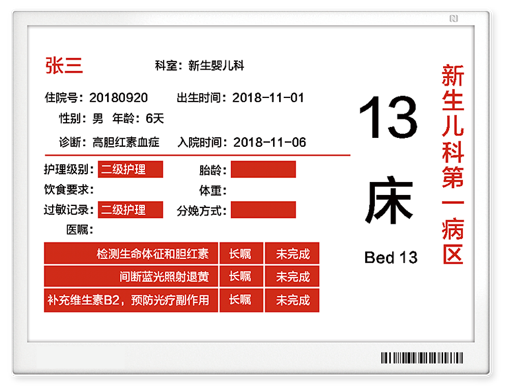 张三
科室：新生婴儿科
住院号：20180920 出生时间：2018-11-01
性别：男 年龄：6天
诊断：高胆红素血症 入院时间：2018-11-06
护理级别：二级护理 胎龄：
饮食要求： 体重：
过敏记录：二级护理 分娩方式：
医嘱：
检测生命体征和胆红素 长嘱 未完成
间断蓝光照射退黄 长嘱 未完成
补充维生素B2，预防光疗副作用 长嘱 未完成
13
床
Bed 13
新生儿科第一病区